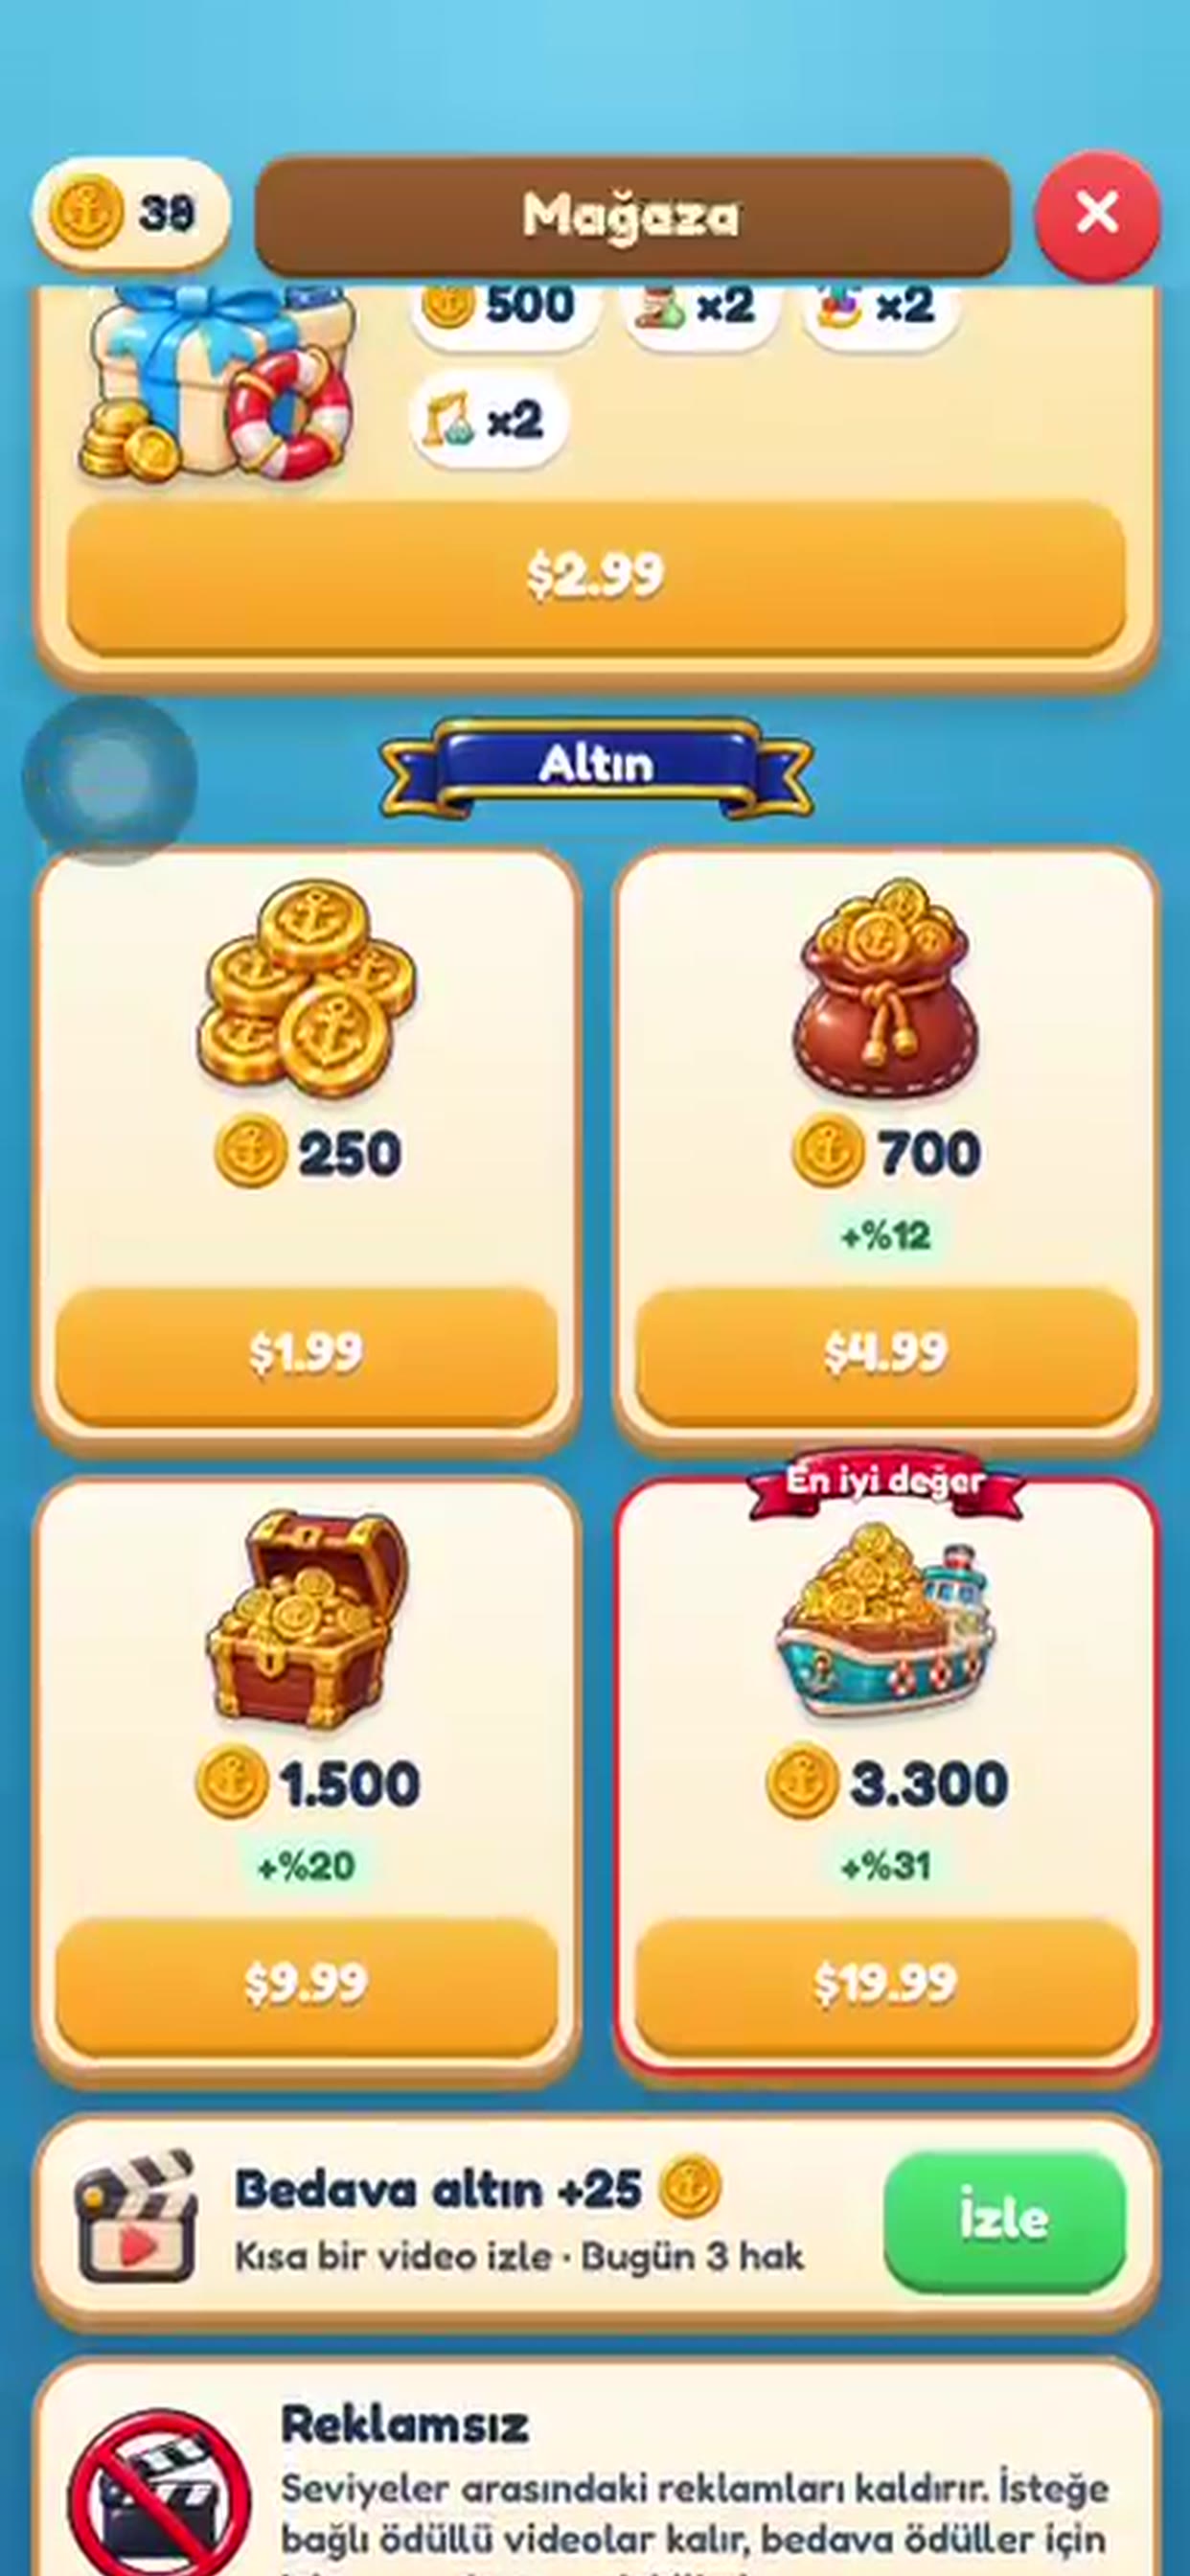 38
Mağaza
500
x2
x2
x2
$2.99
Altın
250
700
+%12
$1.99
$4.99
En iyi değer
1.500
3.300
+%20
+%31
$9.99
$19.99
Bedava altın +25
Kısa bir video izle · Bugün 3 hak
İzle
Reklamsız
Seviyeler arasındaki reklamları kaldırır. İsteğe
bağlı ödüllü videolar kalır, bedava ödüller için